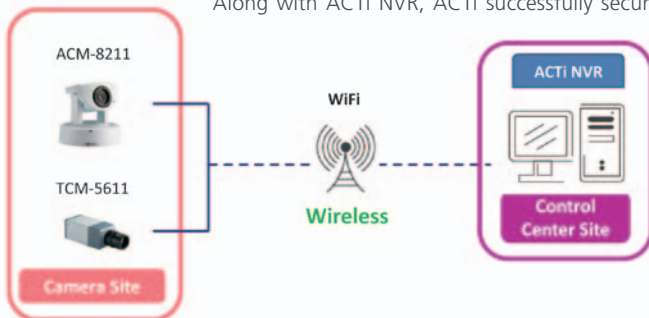 Along with ACTi NVR, ACTi successfully secur
ACM-8211
TCM-5611
Camera Site
WiFi
Wireless
ACTi NVR
Control
Center Site